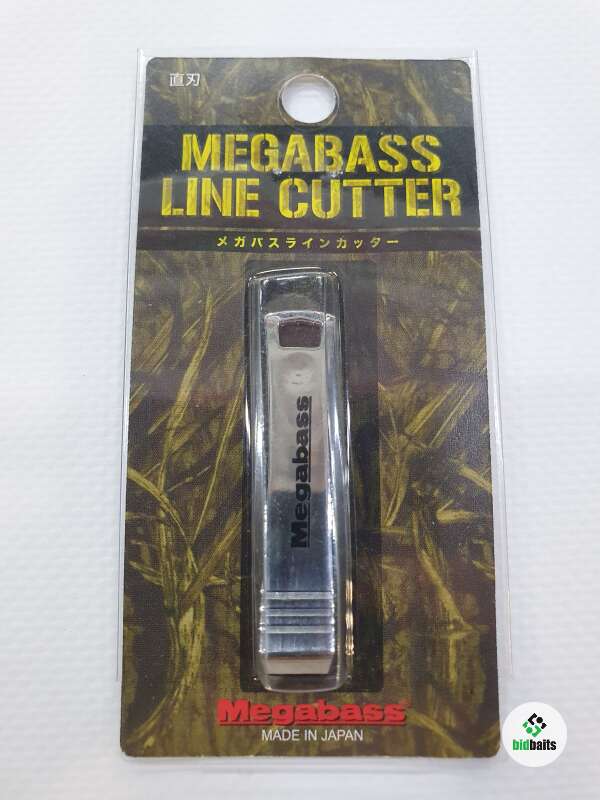 直刃
MEGABASS
LINE CUTTER
メガバスラインカッター
Megabass
Megabass
MADE IN JAPAN
bidbaits